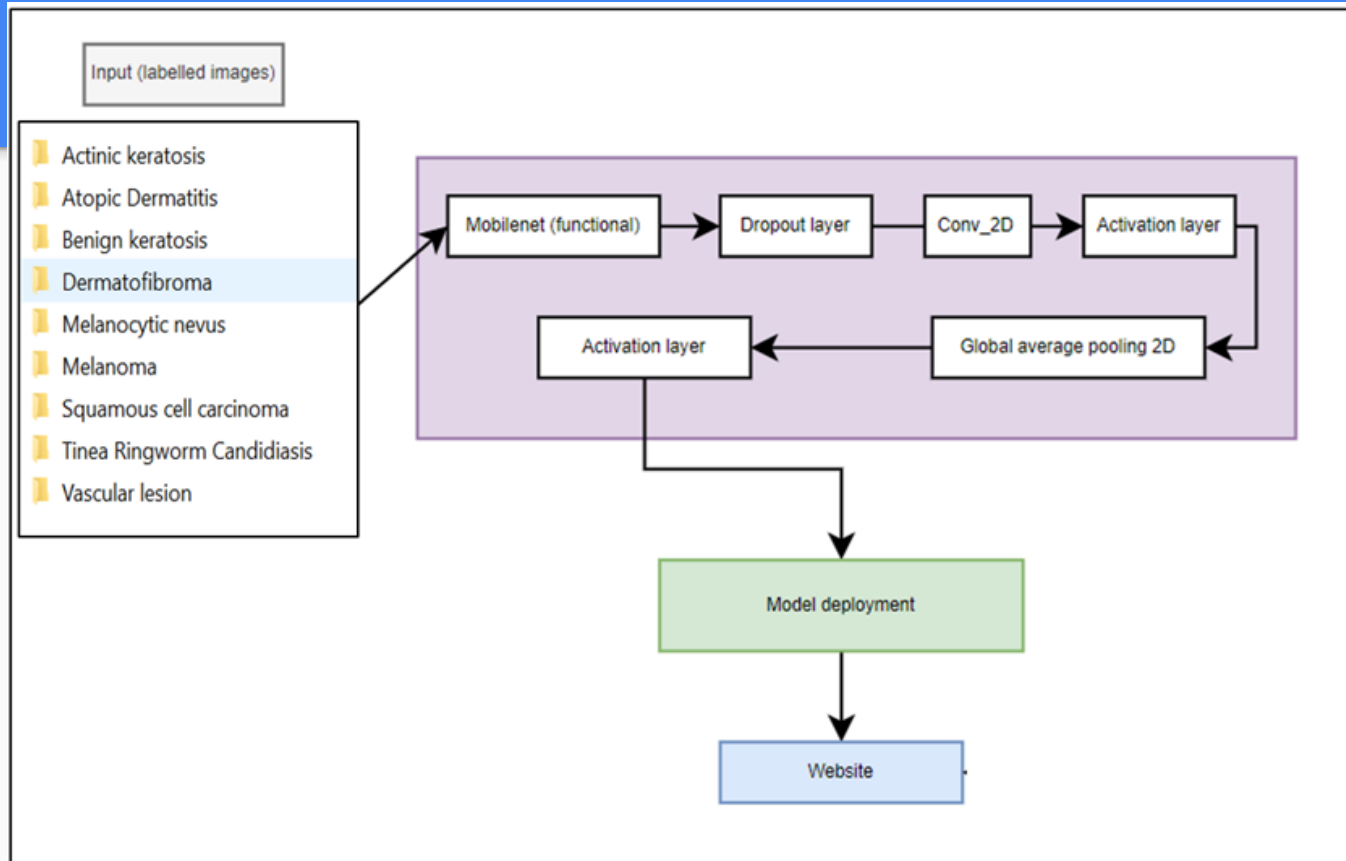 Input (labelled images)
Actinic keratosis
Atopic Dermatitis
Benign keratosis
Dermatofibroma
Melanocytic nevus
Melanoma
Squamous cell carcinoma
Tinea Ringworm Candidiasis
Vascular lesion
Mobilenet (functional)
Dropout layer
Conv_2D
Activation layer
Global average pooling 2D
Activation layer
Model deployment
Website